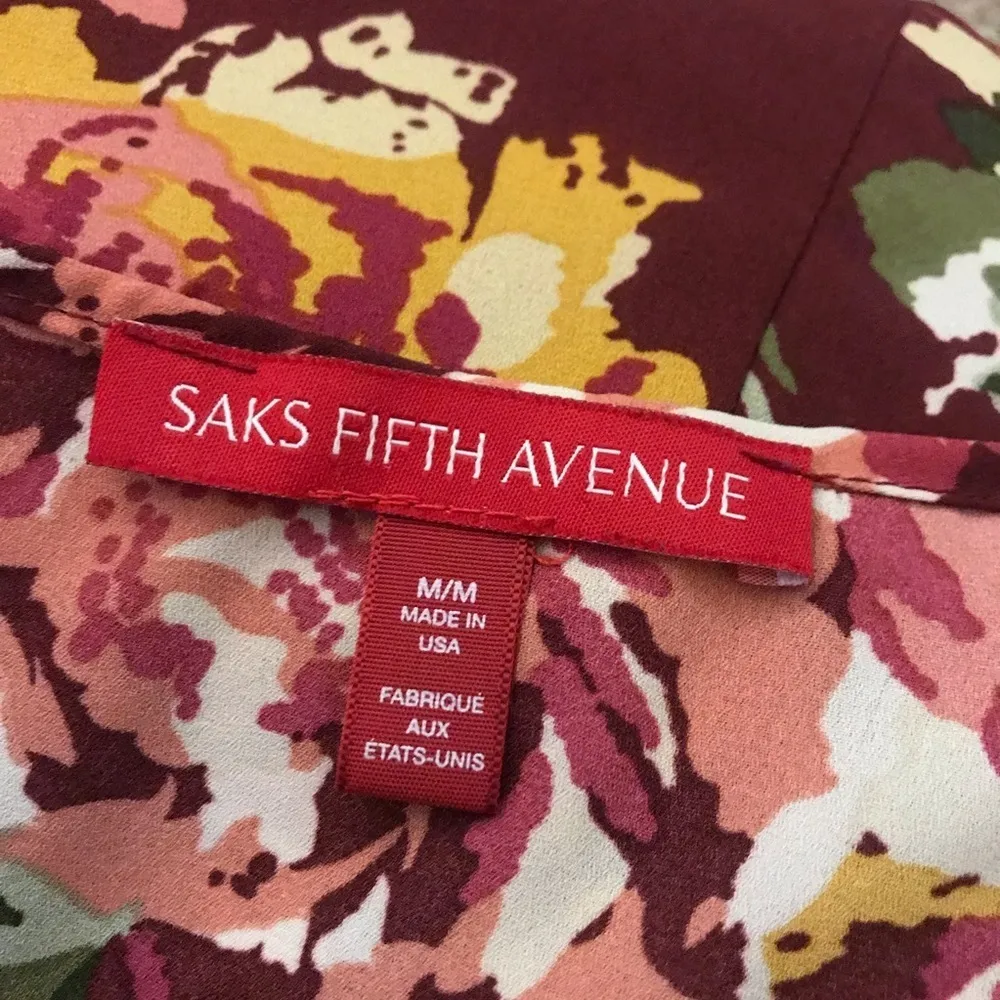 SAKS FIFTH AVENUE
M/M
MADE IN
USA
FABRIQUÉ
AUX
ÉTATS-UNIS